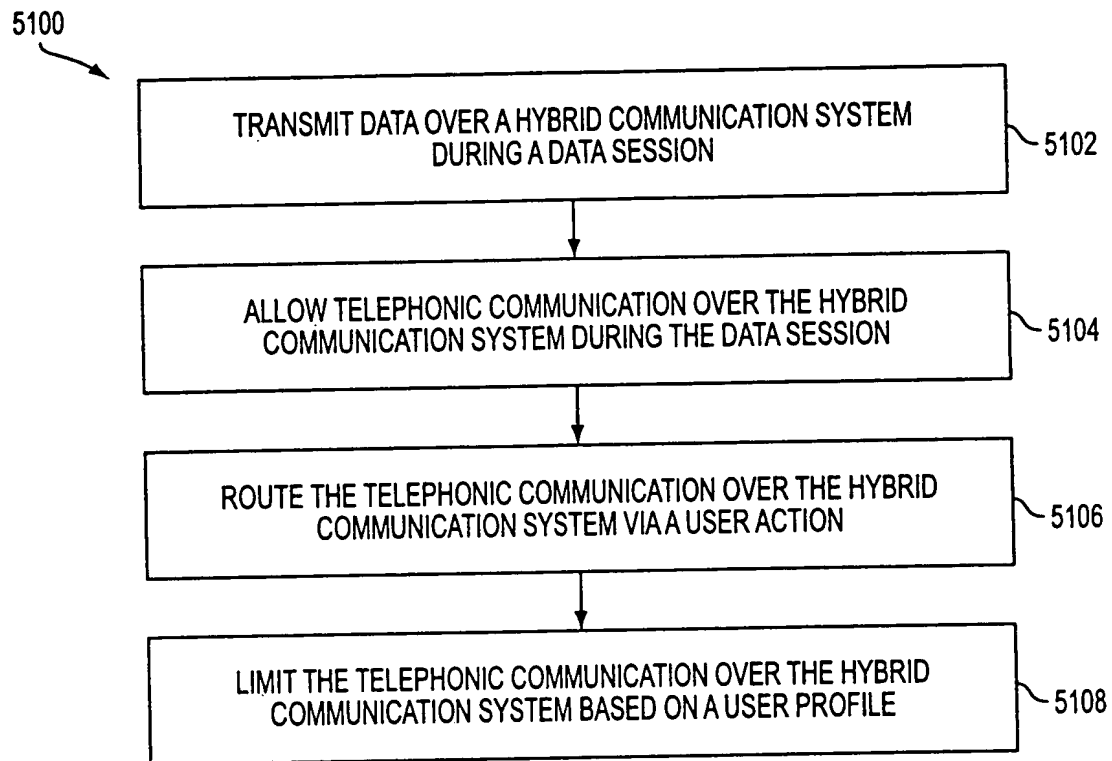 5100
TRANSMIT DATA OVER A HYBRID COMMUNICATION SYSTEM
DURING A DATA SESSION
5102
ALLOW TELEPHONIC COMMUNICATION OVER THE HYBRID
COMMUNICATION SYSTEM DURING THE DATA SESSION
5104
ROUTE THE TELEPHONIC COMMUNICATION OVER THE HYBRID
COMMUNICATION SYSTEM VIA A USER ACTION
5106
LIMIT THE TELEPHONIC COMMUNICATION OVER THE HYBRID
COMMUNICATION SYSTEM BASED ON A USER PROFILE
5108